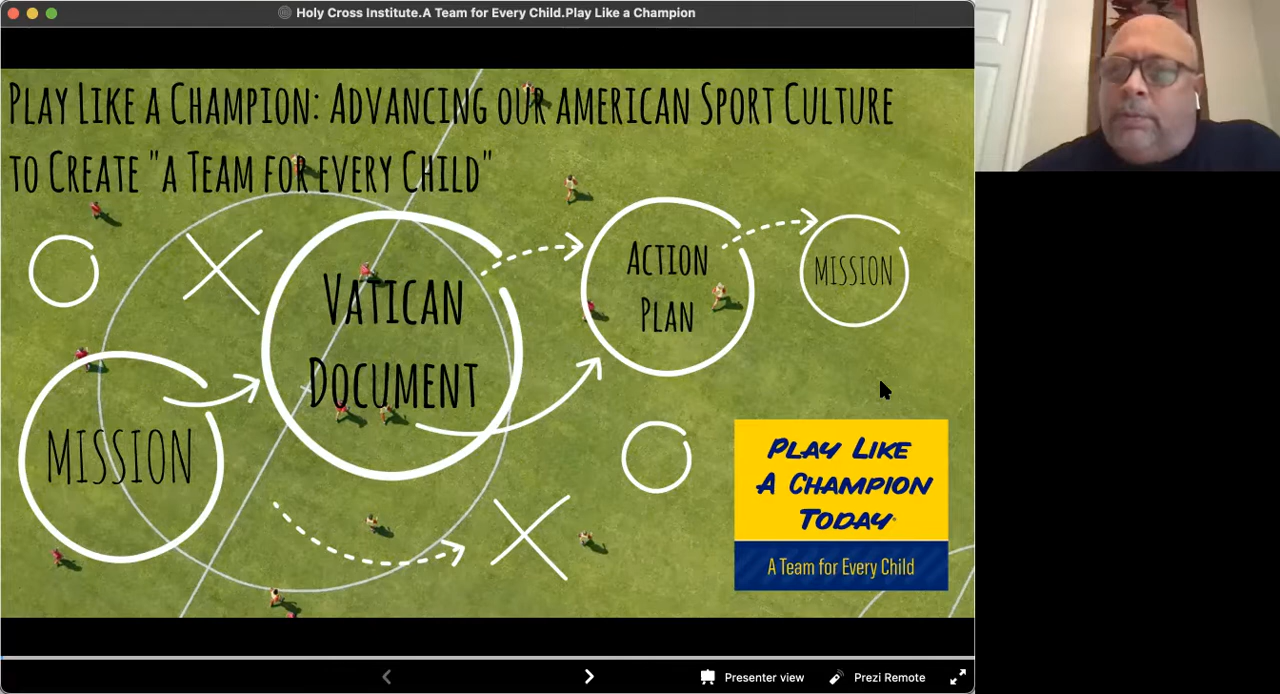 Holy Cross Institute.A Team for Every Child.Play Like a Champion
Play Like a Champion: Advancing our american Sport Culture
to Create "a Team for every Child"
MISSION
Vatican
Document
Action
Plan
MISSION
Play Like
A Champion
Today
A Team for Every Child
Presenter view
Prezi Remote